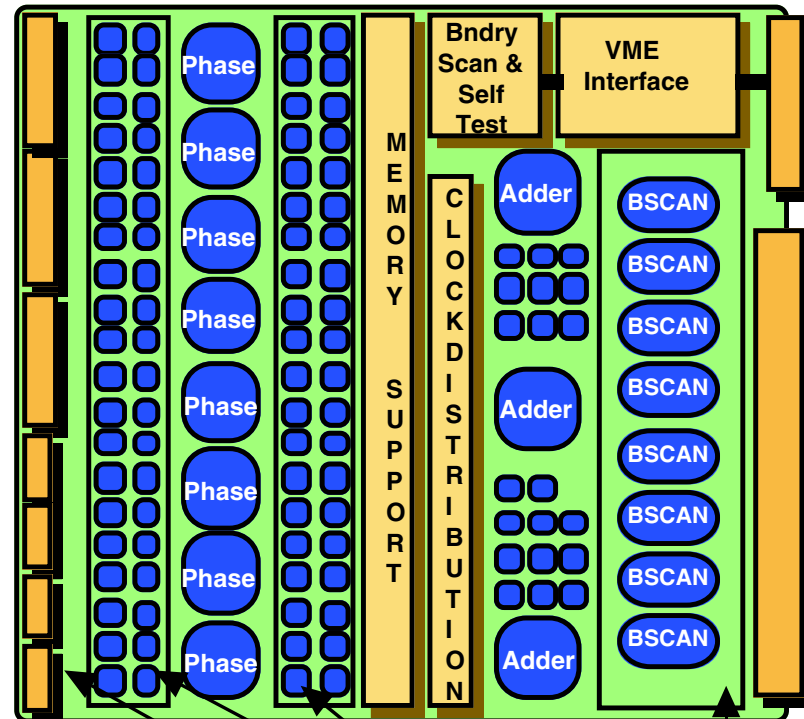 Phase
Phase
Phase
Phase
Phase
Phase
Phase
Phase
MEMORY SUPPORT
Bndry
Scan &
Self
Test
VME
Interface
CLOCK DISTRIBUTION
Adder
Adder
Adder
BSCAN
BSCAN
BSCAN
BSCAN
BSCAN
BSCAN
BSCAN
BSCAN